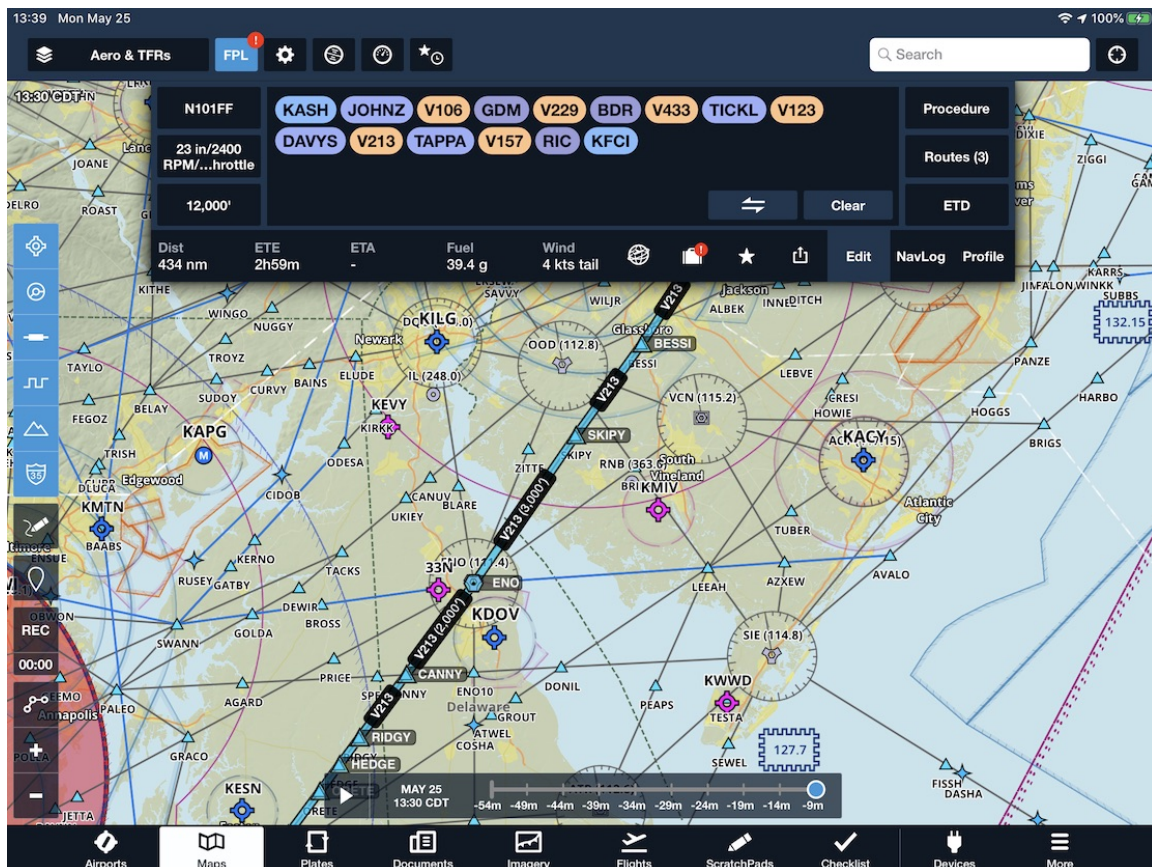 13:39 Mon May 25
100%
Aero & TFRs
FPL
Search
13:30 CDT
N101FF
KASH JOHNZ V106 GDM V229 BDR V433 TICKL V123
Procedure
23 in/2400
RPM/...hrottle
DAVYS V213 TAPPA V157 RIC KFCI
Routes (3)
12,000'
Clear
ETD
Dist
434 nm
ETE
2h59m
ETA
-
Fuel
39.4 g
Wind
4 kts tail
Edit
NavLog
Profile
DIXIE
JOANE
ZIGGI
ROAST
KITHE
WINGO
NUGGY
SAVVY
WILJR
Jackson
ALBEK
DITCH
KARRS
WINKK
SUBBS
132.15
V213
KILG
Newark
Glassboro
BESSI
BESSI
OOD (112.8)
TROYZ
TAYLO
ELUDE
BAINS
CURVY
SUDOY
IL (248.0)
LEBVE
PANZE
V213
VCN (115.2)
CRESI
HOWIE
HARBO
HOGGS
FEGOZ
BELAY
KEVY
KIRKK
KAPG
M
SKIPY
SKIPY
KACY
BRIGS
TRISH
ODESA
ZITTE
RNB (363.6)
South
Vineland
DLUCA
Edgewood
CIDOB
CANUV
BLARE
UKIEY
KMIV
Atlantic
City
KMTN
BAABS
V213 (3,000')
TUBER
KERNO
RUSEY
GATBY
TACKS
33N
ENO
LEEAH
AZXEW
AVALO
DEWIR
BROSS
KDOV
REC
SWANN
GOLDA
V213 (2,000')
SIE (114.8)
00:00
PRICE
CANNY
AGARD
ENO10
DONIL
PEAPS
KWWD
TESTA
Annapolis
PALEO
V213
Delaware
GROUT
ATWEL
COSHA
RIDGY
GRACO
HEDGE
SEWEL
127.7
FISSH
DASHA
KESN
MAY 25
13:30 CDT
-54m -49m -44m -39m -34m -29m -24m -19m -14m -9m
JETTA
35
Airports Maps Plates Documents Imagery Flights ScratchPads Checklist Devices More